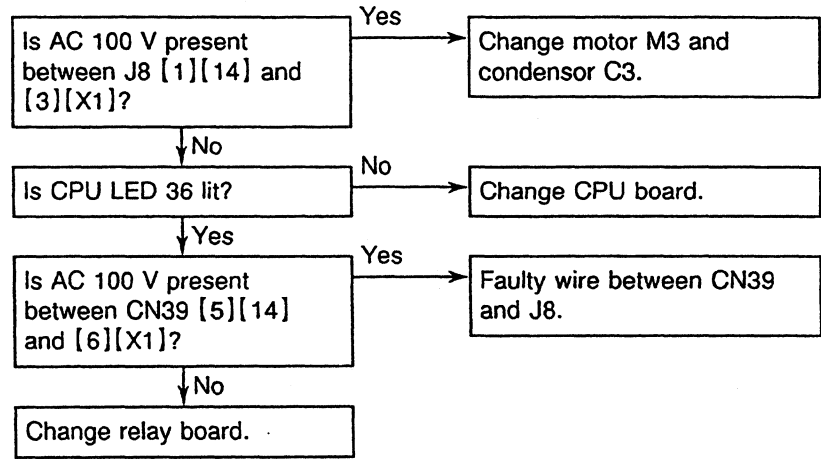 Is AC 100 V present
between J8 [1][14] and
[3][X1]?
Yes
Change motor M3 and
condensor C3.
No
Is CPU LED 36 lit?
No
Change CPU board.
Yes
Is AC 100 V present
between CN39 [5][14]
and [6][X1]?
Yes
Faulty wire between CN39
and J8.
No
Change relay board.